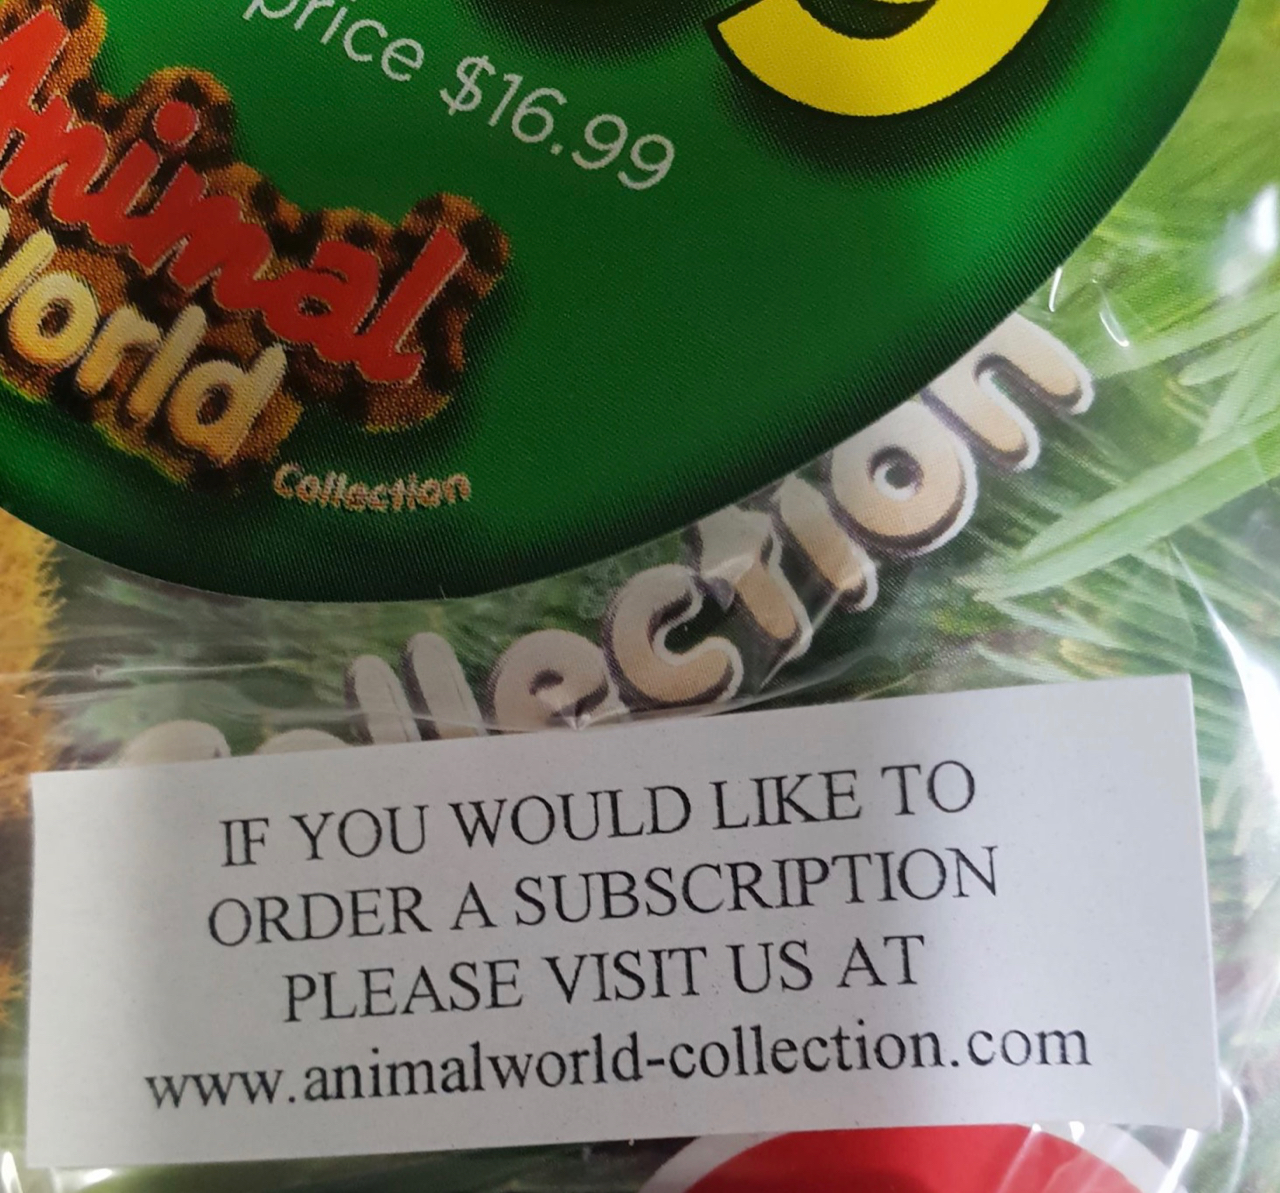 price $16.99
9
Animal
World
Collection
Collection
IF YOU WOULD LIKE TO
ORDER A SUBSCRIPTION
PLEASE VISIT US AT
www.animalworld-collection.com